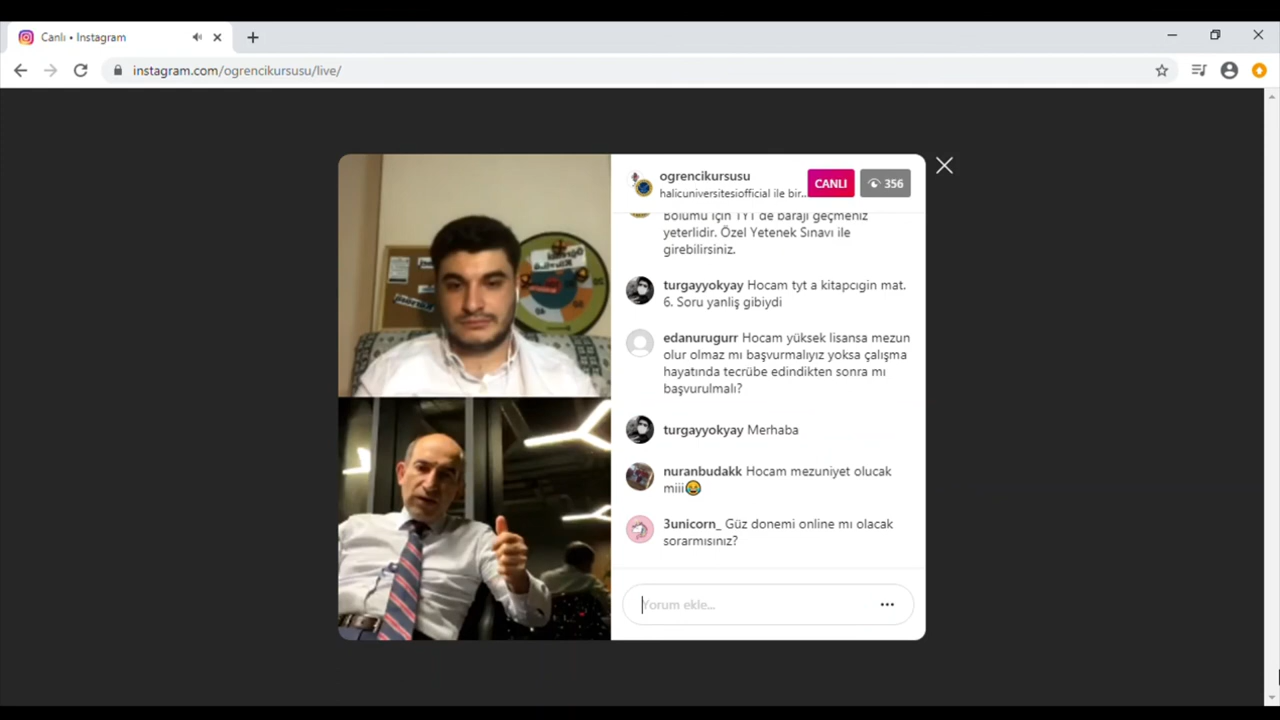 Canlı • Instagram
instagram.com/ogrencikursusu/live/
ogrencikursusu
halicuniversitesiofficial ile bir...
CANLI
356
Bölümü için TYT de barajı geçmeniz
yeterlidir. Özel Yetenek Sınavı ile
girebilirsiniz.
turgayyokyay Hocam tyt a kitapcıgin mat.
6. Soru yanliş gibiydi
edanurugurr Hocam yüksek lisansa mezun
olur olmaz mı başvurmalıyız yoksa çalışma
hayatında tecrübe edindikten sonra mı
başvurulmalı?
turgayyokyay Merhaba
nuranbudakk Hocam mezuniyet olucak
miii😂
3unicorn_ Güz donemi online mı olacak
sorarmısınız?
Yorum ekle...